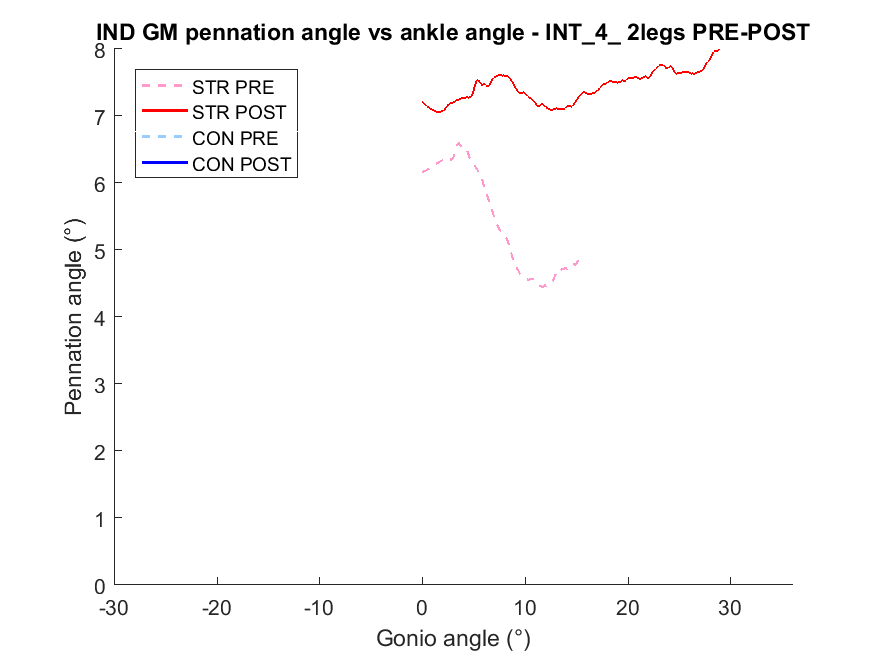 IND GM pennation angle vs ankle angle - INT_4_ 2legs PRE-POST
8
7
6
5
4
3
2
1
0
Pennation angle (°)
STR PRE
STR POST
CON PRE
CON POST
-30 -20 -10 0 10 20 30
Gonio angle (°)